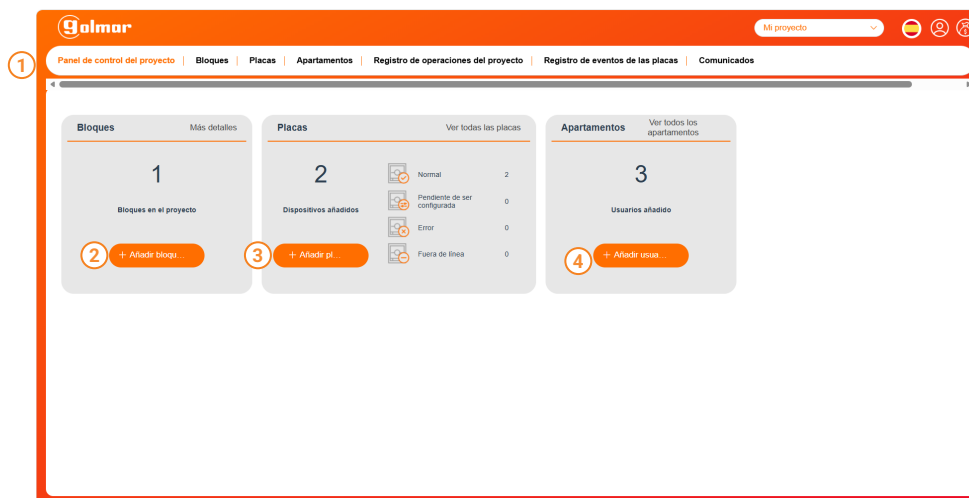 golmar
Mi proyecto
1
Panel de control del proyecto | Bloques | Placas | Apartamentos | Registro de operaciones del proyecto | Registro de eventos de las placas | Comunicados
Bloques
Más detalles
1
Bloques en el proyecto
2
+ Añadir bloqu...
Placas
Ver todas las placas
2
Dispositivos añadidos
Normal 2
Pendiente de ser
configurada 0
Error 0
Fuera de línea 0
3
+ Añadir pl...
Apartamentos
Ver todos los
apartamentos
3
Usuarios añadido
4
+ Añadir usua...